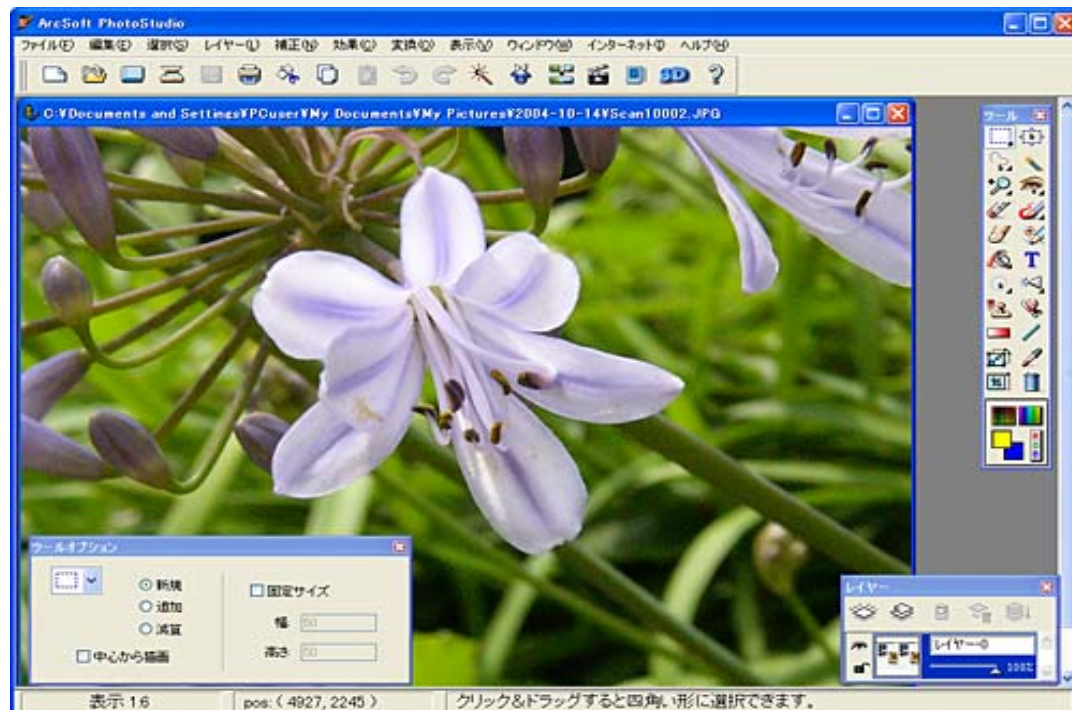 ArcSoft PhotoStudio
ファイル(F) 編集(E) 選択(S) レイヤー(L) 補正(N) 効果(C) 変換(O) 表示(V) ウィンドウ(W) インターネット(I) ヘルプ(H)
3D
C:¥Documents and Settings¥PCuser¥My Documents¥My Pictures¥2004-10-14¥Scan10002.JPG
ツール
T
ツールオプション
新規
追加
減算
中心から描画
固定サイズ
幅 50
高さ 50
レイヤー
レイヤー0
100%
表示:1:6
pos:( 4927, 2245 )
クリック&ドラッグすると四角い形に選択できます。